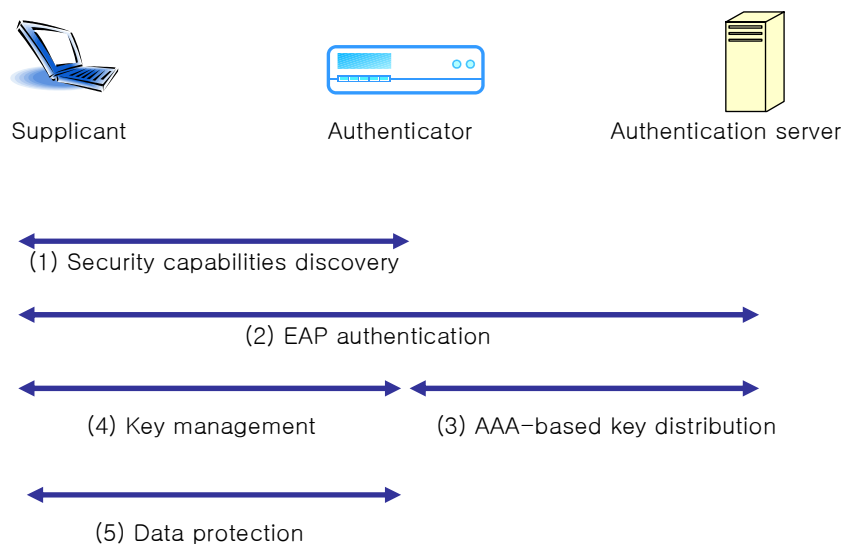 Supplicant
Authenticator
Authentication server
(1) Security capabilities discovery
(2) EAP authentication
(4) Key management
(3) AAA-based key distribution
(5) Data protection